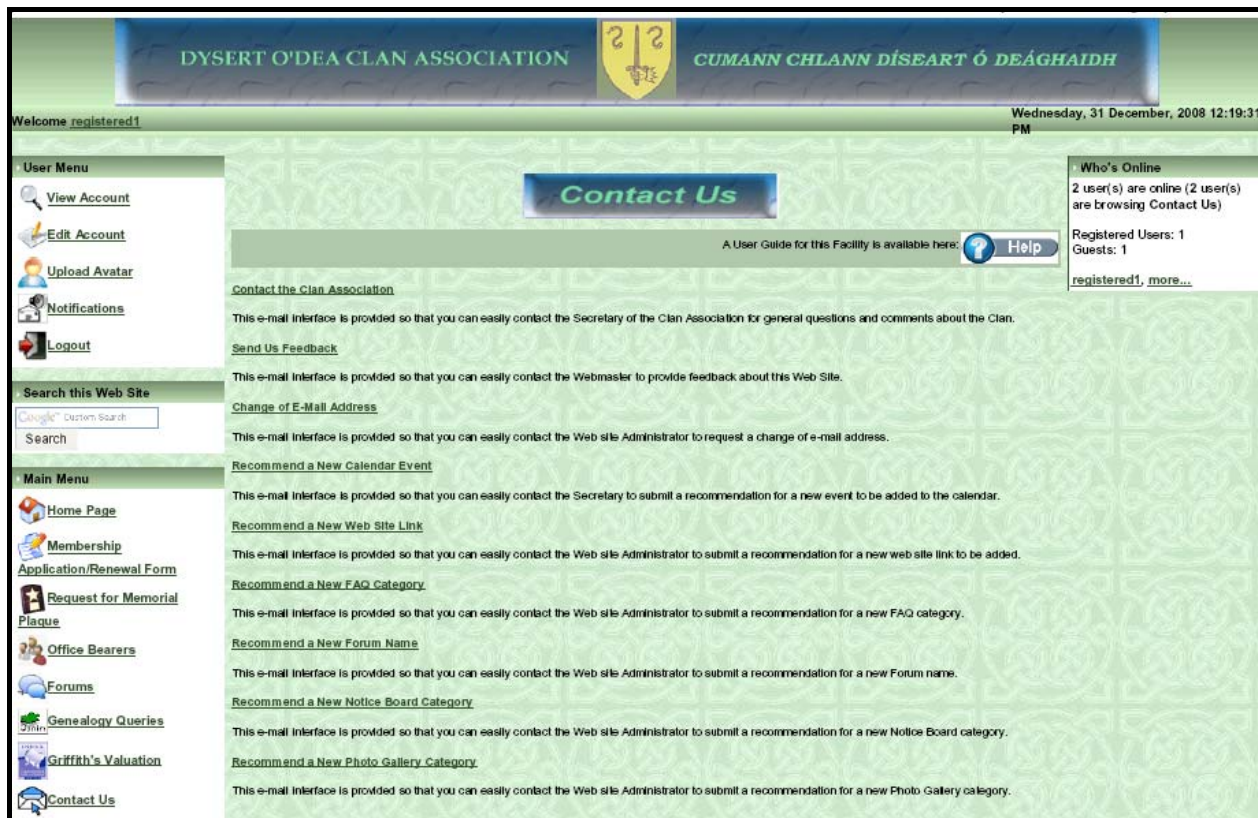 DYSERT O'DEA CLAN ASSOCIATION
CUMANN CHLANN DÍSEART Ó DEÁGHAIDH
Welcome registered1
Wednesday, 31 December, 2008 12:19:31
PM
User Menu
View Account
Edit Account
Upload Avatar
Notifications
Logout
Search this Web Site
Google™ Custom Search
Search
Main Menu
Home Page
Membership
Application/Renewal Form
Request for Memorial
Plaque
Office Bearers
Forums
Genealogy Queries
Griffith's Valuation
Contact Us
Contact Us
A User Guide for this Facility is available here:
Help
Contact the Clan Association
This e-mail interface is provided so that you can easily contact the Secretary of the Clan Association for general questions and comments about the Clan.
Send Us Feedback
This e-mail interface is provided so that you can easily contact the Webmaster to provide feedback about this Web Site.
Change of E-Mail Address
This e-mail interface is provided so that you can easily contact the Web site Administrator to request a change of e-mail address.
Recommend a New Calendar Event
This e-mail interface is provided so that you can easily contact the Secretary to submit a recommendation for a new event to be added to the calendar.
Recommend a New Web Site Link
This e-mail interface is provided so that you can easily contact the Web site Administrator to submit a recommendation for a new web site link to be added.
Recommend a New FAQ Category
This e-mail interface is provided so that you can easily contact the Web site Administrator to submit a recommendation for a new FAQ category.
Recommend a New Forum Name
This e-mail interface is provided so that you can easily contact the Web site Administrator to submit a recommendation for a new Forum name.
Recommend a New Notice Board Category
This e-mail interface is provided so that you can easily contact the Web site Administrator to submit a recommendation for a new Notice Board category.
Recommend a New Photo Gallery Category
This e-mail interface is provided so that you can easily contact the Web site Administrator to submit a recommendation for a new Photo Gallery category.
Who's Online
2 user(s) are online (2 user(s)
are browsing Contact Us)
Registered Users: 1
Guests: 1
registered1, more...